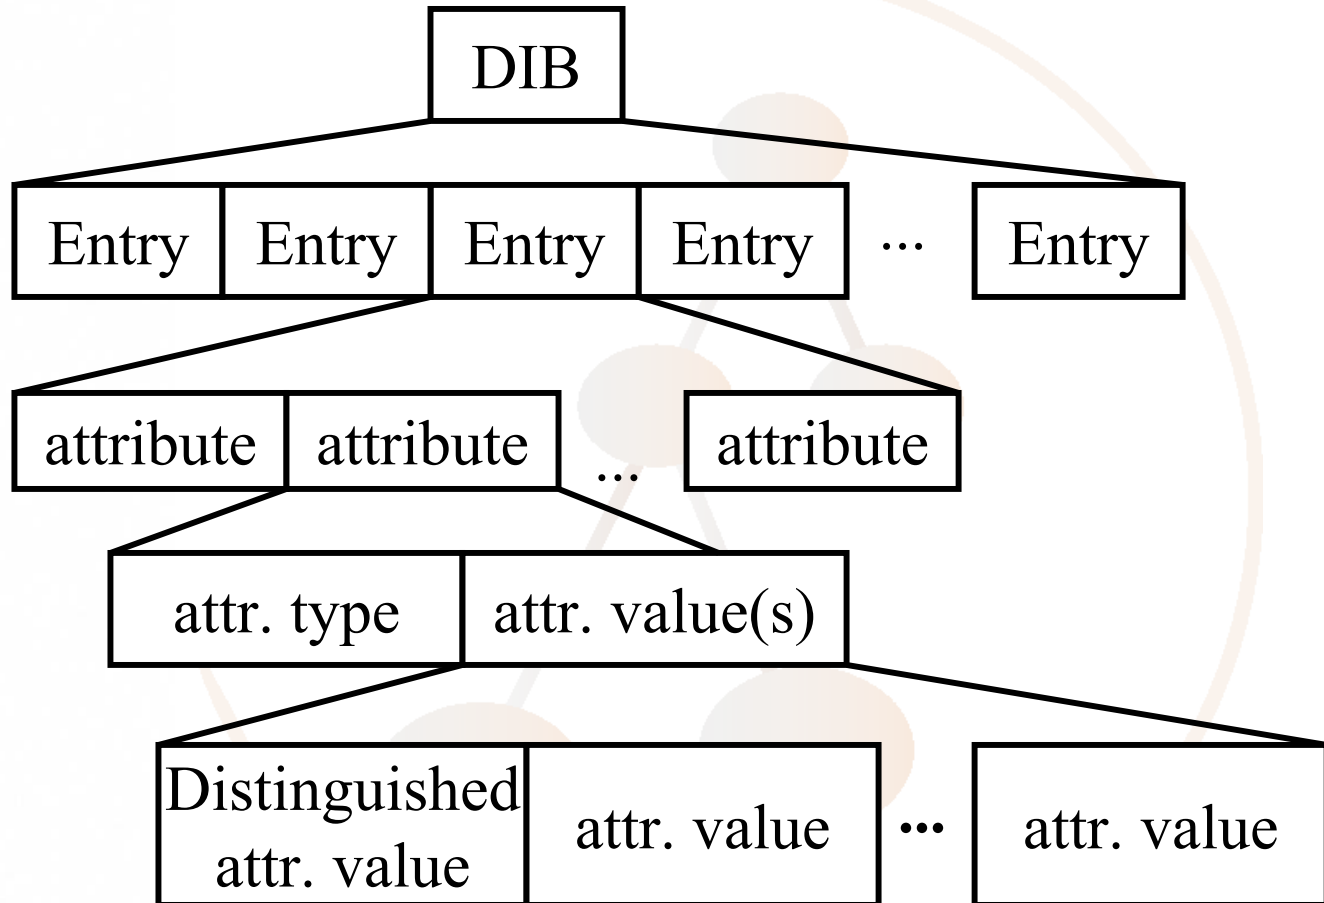 DIB
Entry Entry Entry Entry ... Entry
attribute attribute ... attribute
attr. type attr. value(s)
Distinguished
attr. value attr. value ... attr. value